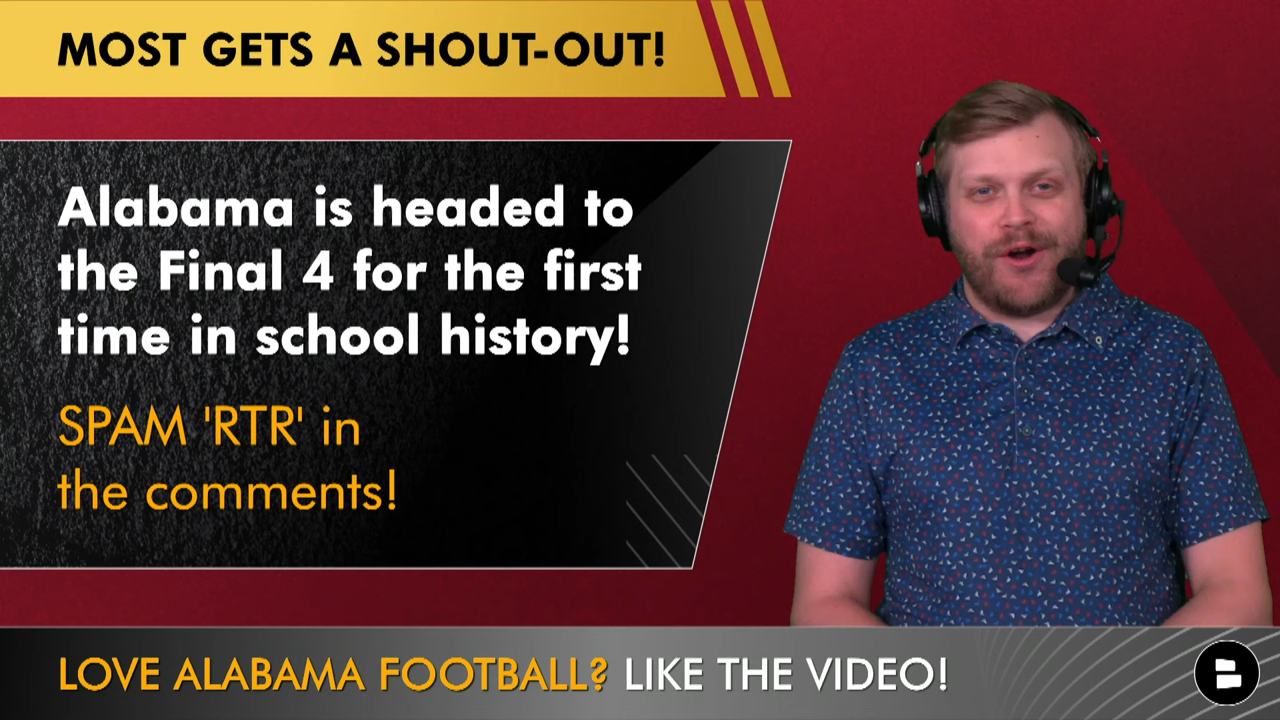 MOST GETS A SHOUT-OUT!
Alabama is headed to
the Final 4 for the first
time in school history!
SPAM 'RTR' in
the comments!
LOVE ALABAMA FOOTBALL? LIKE THE VIDEO!